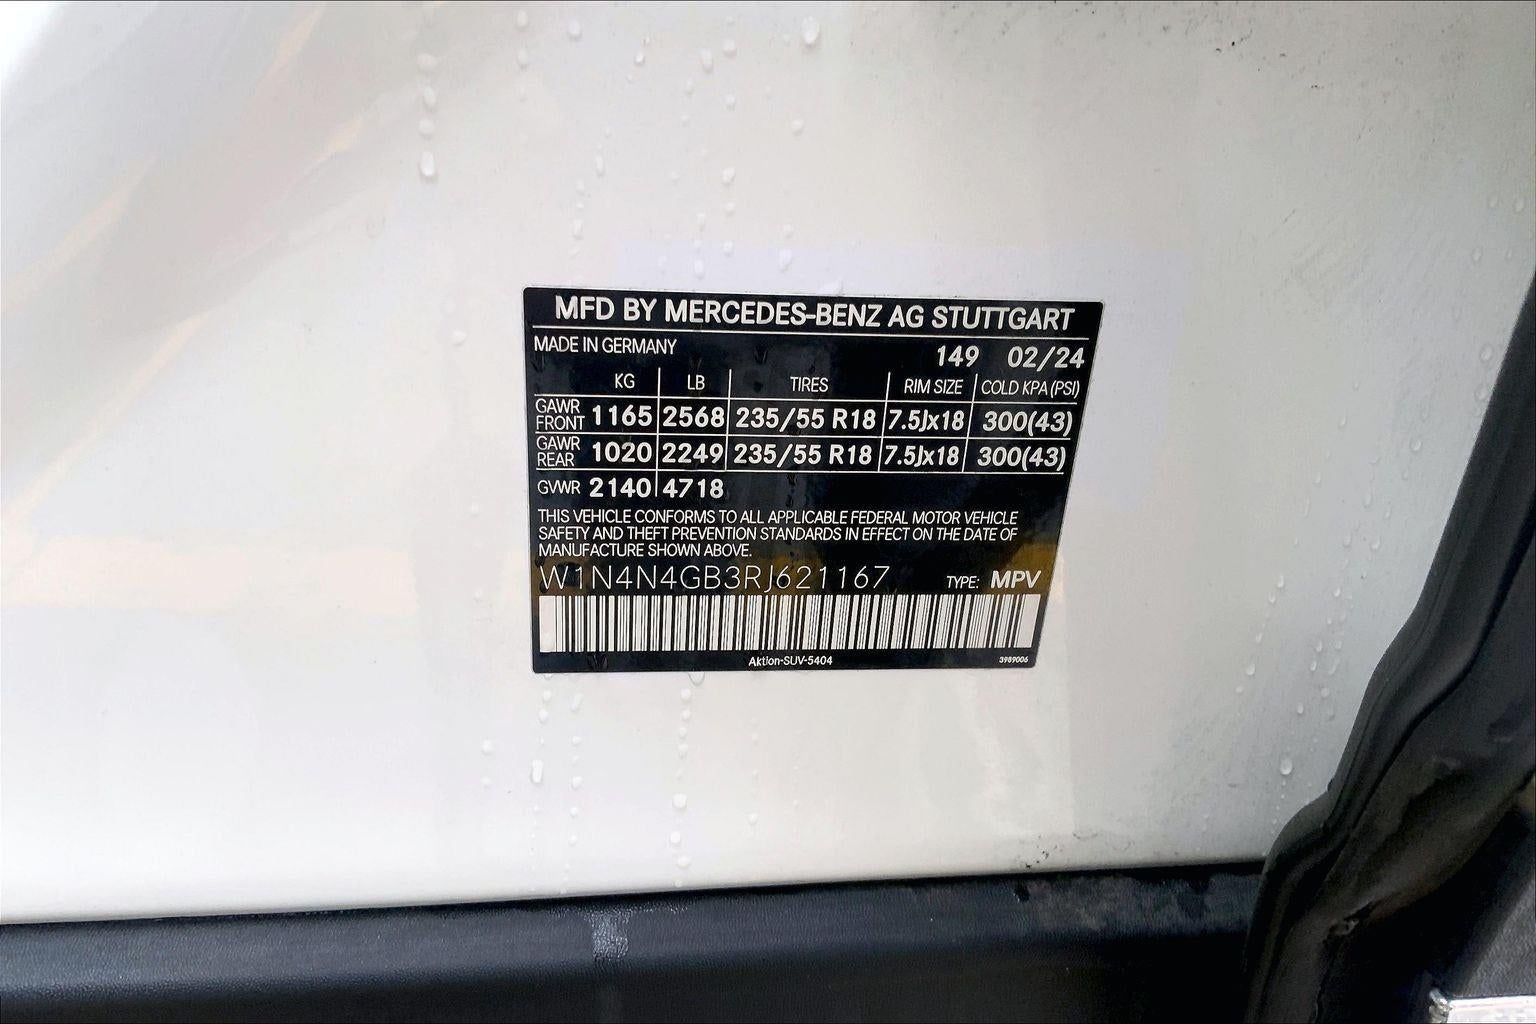 MFD BY MERCEDES-BENZ AG STUTTGART
MADE IN GERMANY 149 02/24
KG LB TIRES RIM SIZE COLD KPA(PSI)
GAWR FRONT 1165 2568 235/55 R18 7.5Jx18 300(43)
GAWR REAR 1020 2249 235/55 R18 7.5Jx18 300(43)
GVWR 2140 4718
THIS VEHICLE CONFORMS TO ALL APPLICABLE FEDERAL MOTOR VEHICLE
SAFETY AND THEFT PREVENTION STANDARDS IN EFFECT ON THE DATE OF
MANUFACTURE SHOWN ABOVE.
W1N4N4GB3RJ621167 TYPE: MPV
Aktion-SUV-5404 3989006